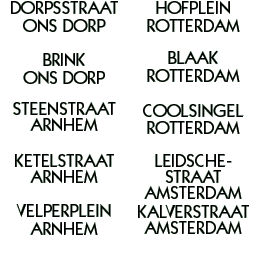 DORPSSTRAAT
ONS DORP
BRINK
ONS DORP
STEENSTRAAT
ARNHEM
KETELSTRAAT
ARNHEM
VELPERPLEIN
ARNHEM
HOFPLEIN
ROTTERDAM
BLAAK
ROTTERDAM
COOLSINGEL
ROTTERDAM
LEIDSCHE-
STRAAT
AMSTERDAM
KALVERSTRAAT
AMSTERDAM